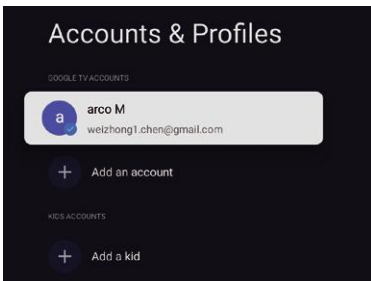 Accounts & Profiles
GOOGLE TV ACCOUNTS
a
arco M
weizhong1.chen@gmail.com
+ Add an account
KIDS ACCOUNTS
+ Add a kid